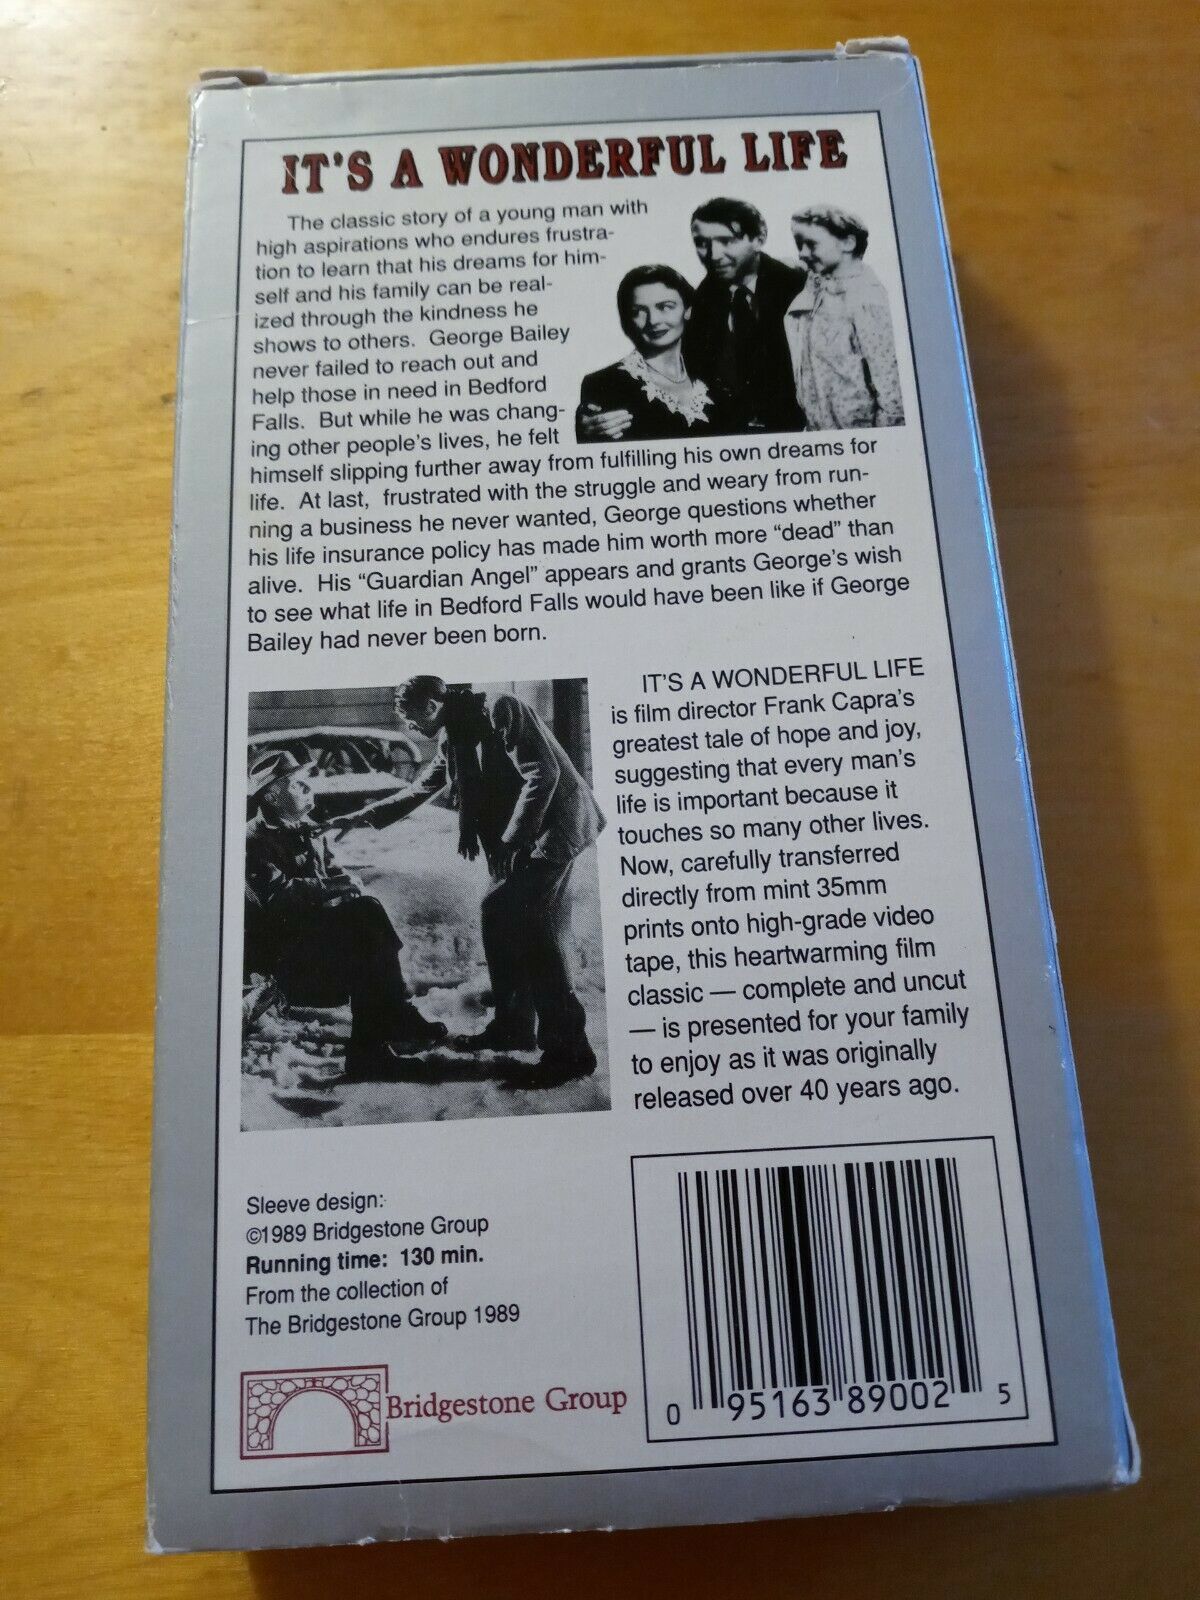 IT'S A WONDERFUL LIFE
The classic story of a young man with
high aspirations who endures frustra-
tion to learn that his dreams for him-
self and his family can be real-
ized through the kindness he
shows to others. George Bailey
never failed to reach out and
help those in need in Bedford
Falls. But while he was chang-
ing other people's lives, he felt
himself slipping further away from fulfilling his own dreams for
life. At last, frustrated with the struggle and weary from run-
ning a business he never wanted, George questions whether
his life insurance policy has made him worth more “dead” than
alive. His “Guardian Angel” appears and grants George's wish
to see what life in Bedford Falls would have been like if George
Bailey had never been born.
IT'S A WONDERFUL LIFE
is film director Frank Capra's
greatest tale of hope and joy,
suggesting that every man's
life is important because it
touches so many other lives.
Now, carefully transferred
directly from mint 35mm
prints onto high-grade video
tape, this heartwarming film
classic — complete and uncut
— is presented for your family
to enjoy as it was originally
released over 40 years ago.
Sleeve design:
©1989 Bridgestone Group
Running time: 130 min.
From the collection of
The Bridgestone Group 1989
Bridgestone Group
0 95163 89002 5